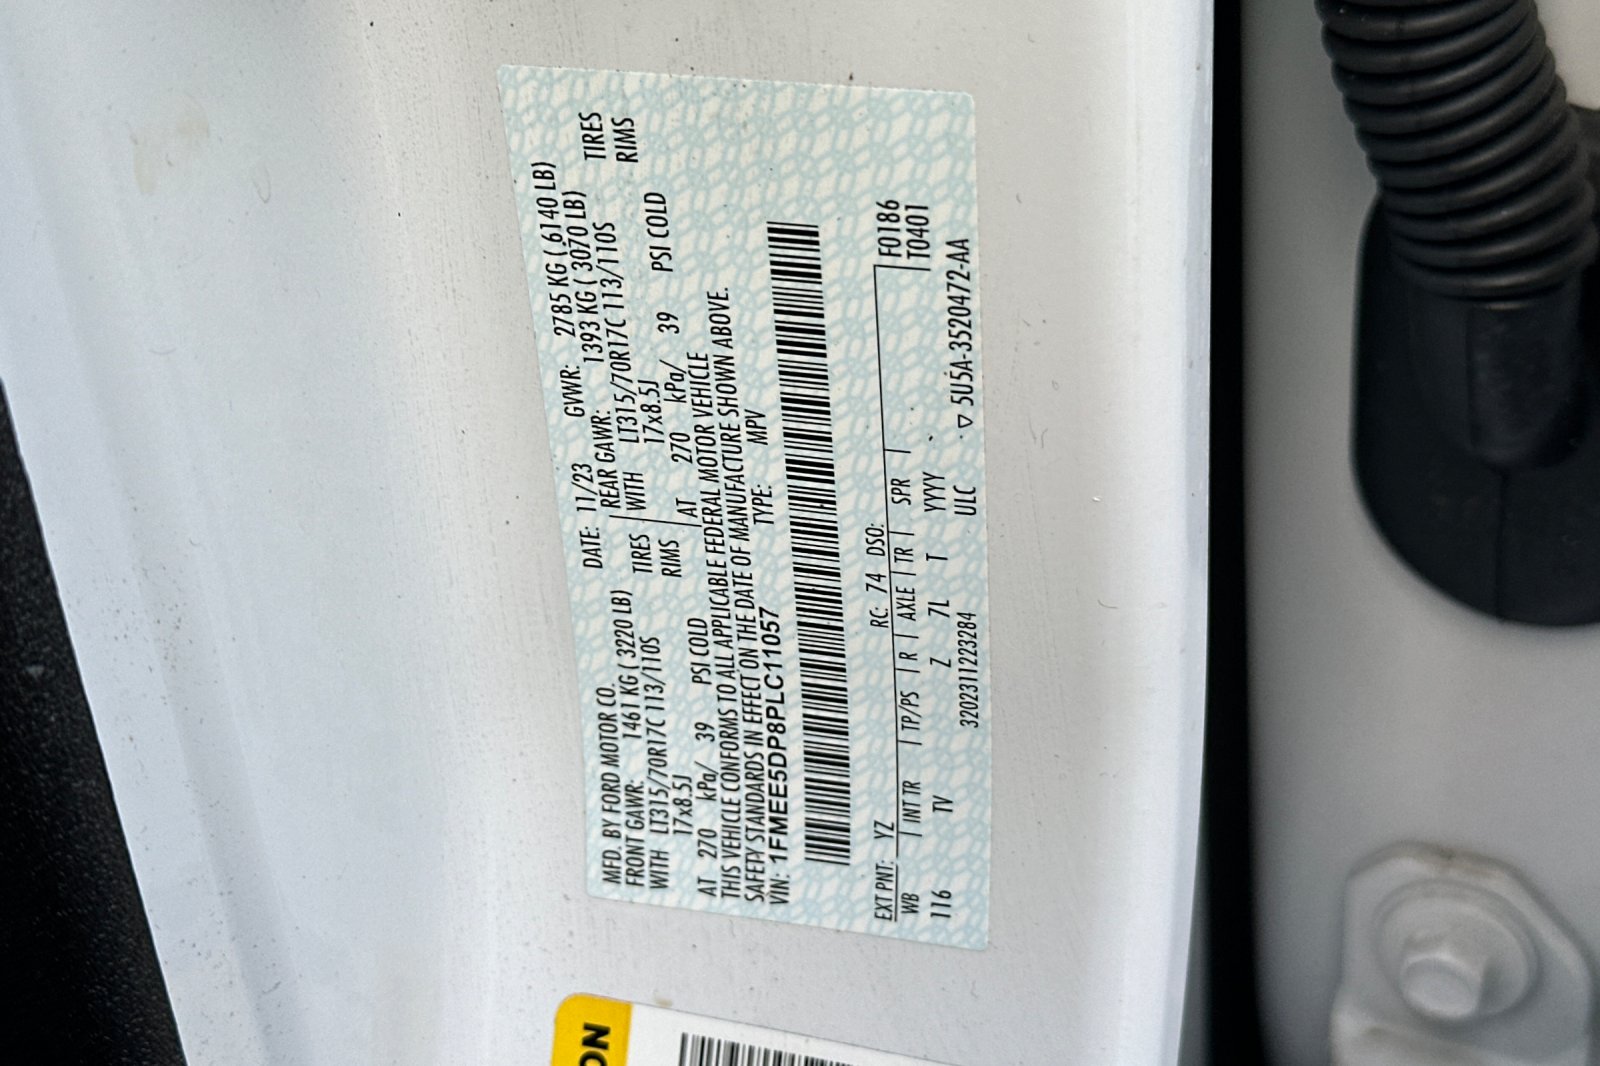 MFD. BY FORD MOTOR CO.
DATE: 11/23 GVWR: 2785 KG ( 6140 LB)
FRONT GAWR: 1461 KG ( 3220 LB) REAR GAWR: 1393 KG ( 3070 LB)
WITH LT315/70R17C 113/110S TIRES WITH LT315/70R17C 113/110S TIRES
17x8.5J RIMS 17x8.5J RIMS
AT 270 kPa/ 39 PSI COLD AT 270 kPa/ 39 PSI COLD
THIS VEHICLE CONFORMS TO ALL APPLICABLE FEDERAL MOTOR VEHICLE
SAFETY STANDARDS IN EFFECT ON THE DATE OF MANUFACTURE SHOWN ABOVE.
VIN: 1FMEE5DP8PLC11057 TYPE: MPV
EXT PNT: YZ RC: 74 DSO: F0186
WB INT TR TP/PS R AXLE TR SPR T0401
116 TV Z 7L T YYYY
320231223284 ULC ▽ 5U5A-3520472-AA
ON